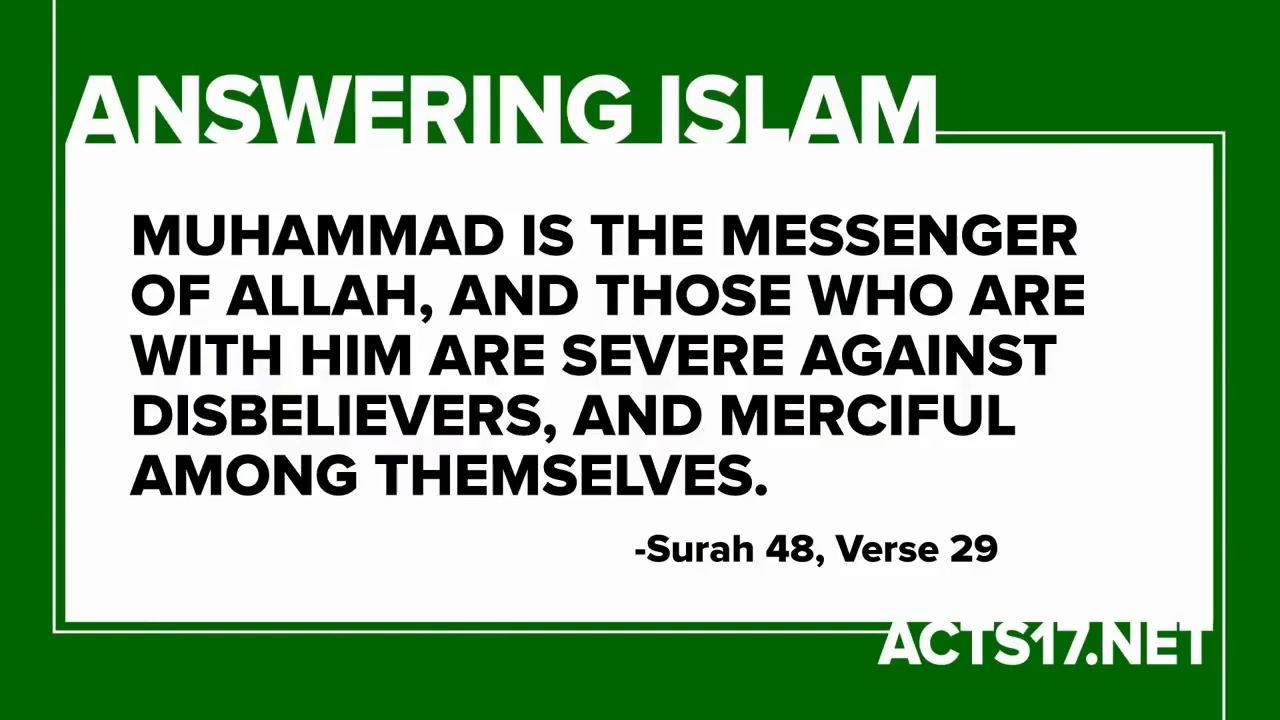 ANSWERING ISLAM
MUHAMMAD IS THE MESSENGER
OF ALLAH, AND THOSE WHO ARE
WITH HIM ARE SEVERE AGAINST
DISBELIEVERS, AND MERCIFUL
AMONG THEMSELVES.
-Surah 48, Verse 29
ACTS17.NET